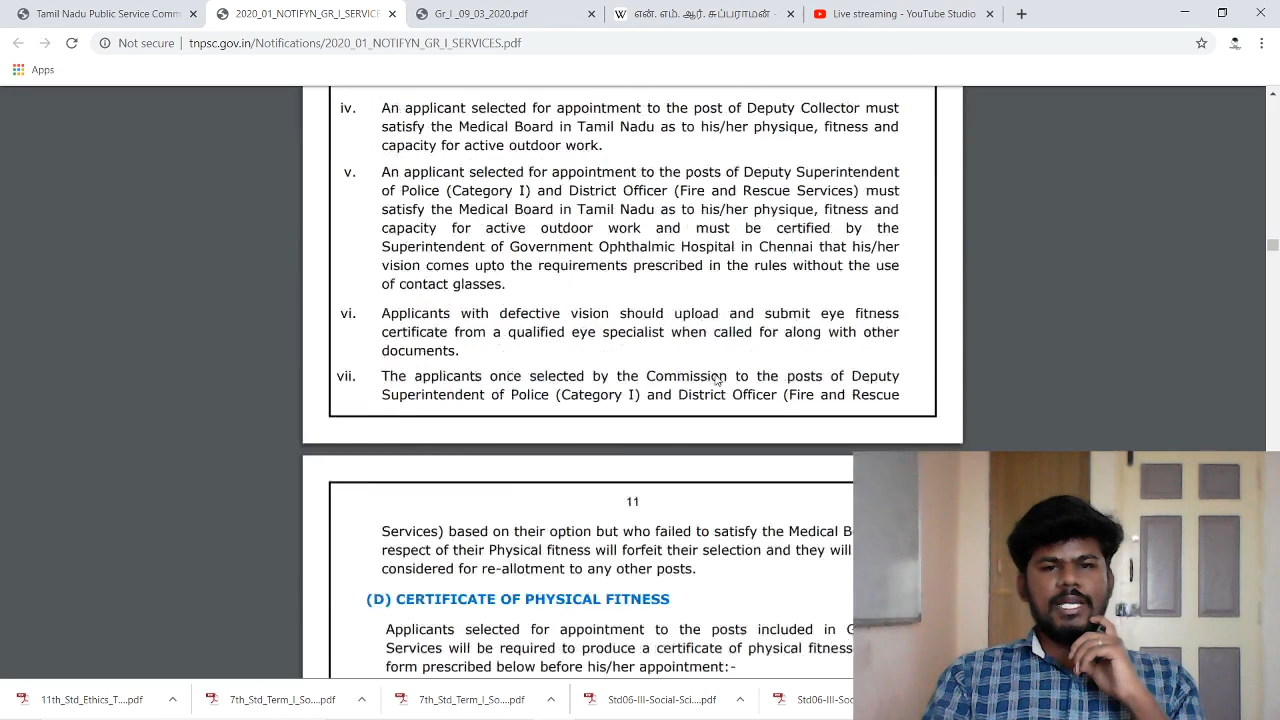 Tamil Nadu Public Service Comm
2020_01_NOTIFYN_GR_I_SERVICE
Gr_I _09_03_2020.pdf
என். எம். ஆர். சுப்பராமன் -
Live streaming - YouTube Studio
Not secure
tnpsc.gov.in/Notifications/2020_01_NOTIFYN_GR_I_SERVICES.pdf
Apps
iv. An applicant selected for appointment to the post of Deputy Collector must
satisfy the Medical Board in Tamil Nadu as to his/her physique, fitness and
capacity for active outdoor work.
v. An applicant selected for appointment to the posts of Deputy Superintendent
of Police (Category I) and District Officer (Fire and Rescue Services) must
satisfy the Medical Board in Tamil Nadu as to his/her physique, fitness and
capacity for active outdoor work and must be certified by the
Superintendent of Government Ophthalmic Hospital in Chennai that his/her
vision comes upto the requirements prescribed in the rules without the use
of contact glasses.
vi. Applicants with defective vision should upload and submit eye fitness
certificate from a qualified eye specialist when called for along with other
documents.
vii. The applicants once selected by the Commission to the posts of Deputy
Superintendent of Police (Category I) and District Officer (Fire and Rescue
11
Services) based on their option but who failed to satisfy the Medical B
respect of their Physical fitness will forfeit their selection and they will
considered for re-allotment to any other posts.
(D) CERTIFICATE OF PHYSICAL FITNESS
Applicants selected for appointment to the posts included in G
Services will be required to produce a certificate of physical fitness
form prescribed below before his/her appointment:-
11th_Std_Ethics_T....pdf
7th_Std_Term_I_So....pdf
7th_Std_Term_I_So....pdf
Std06-III-Social-Sci....pdf
Std06-III-Soc